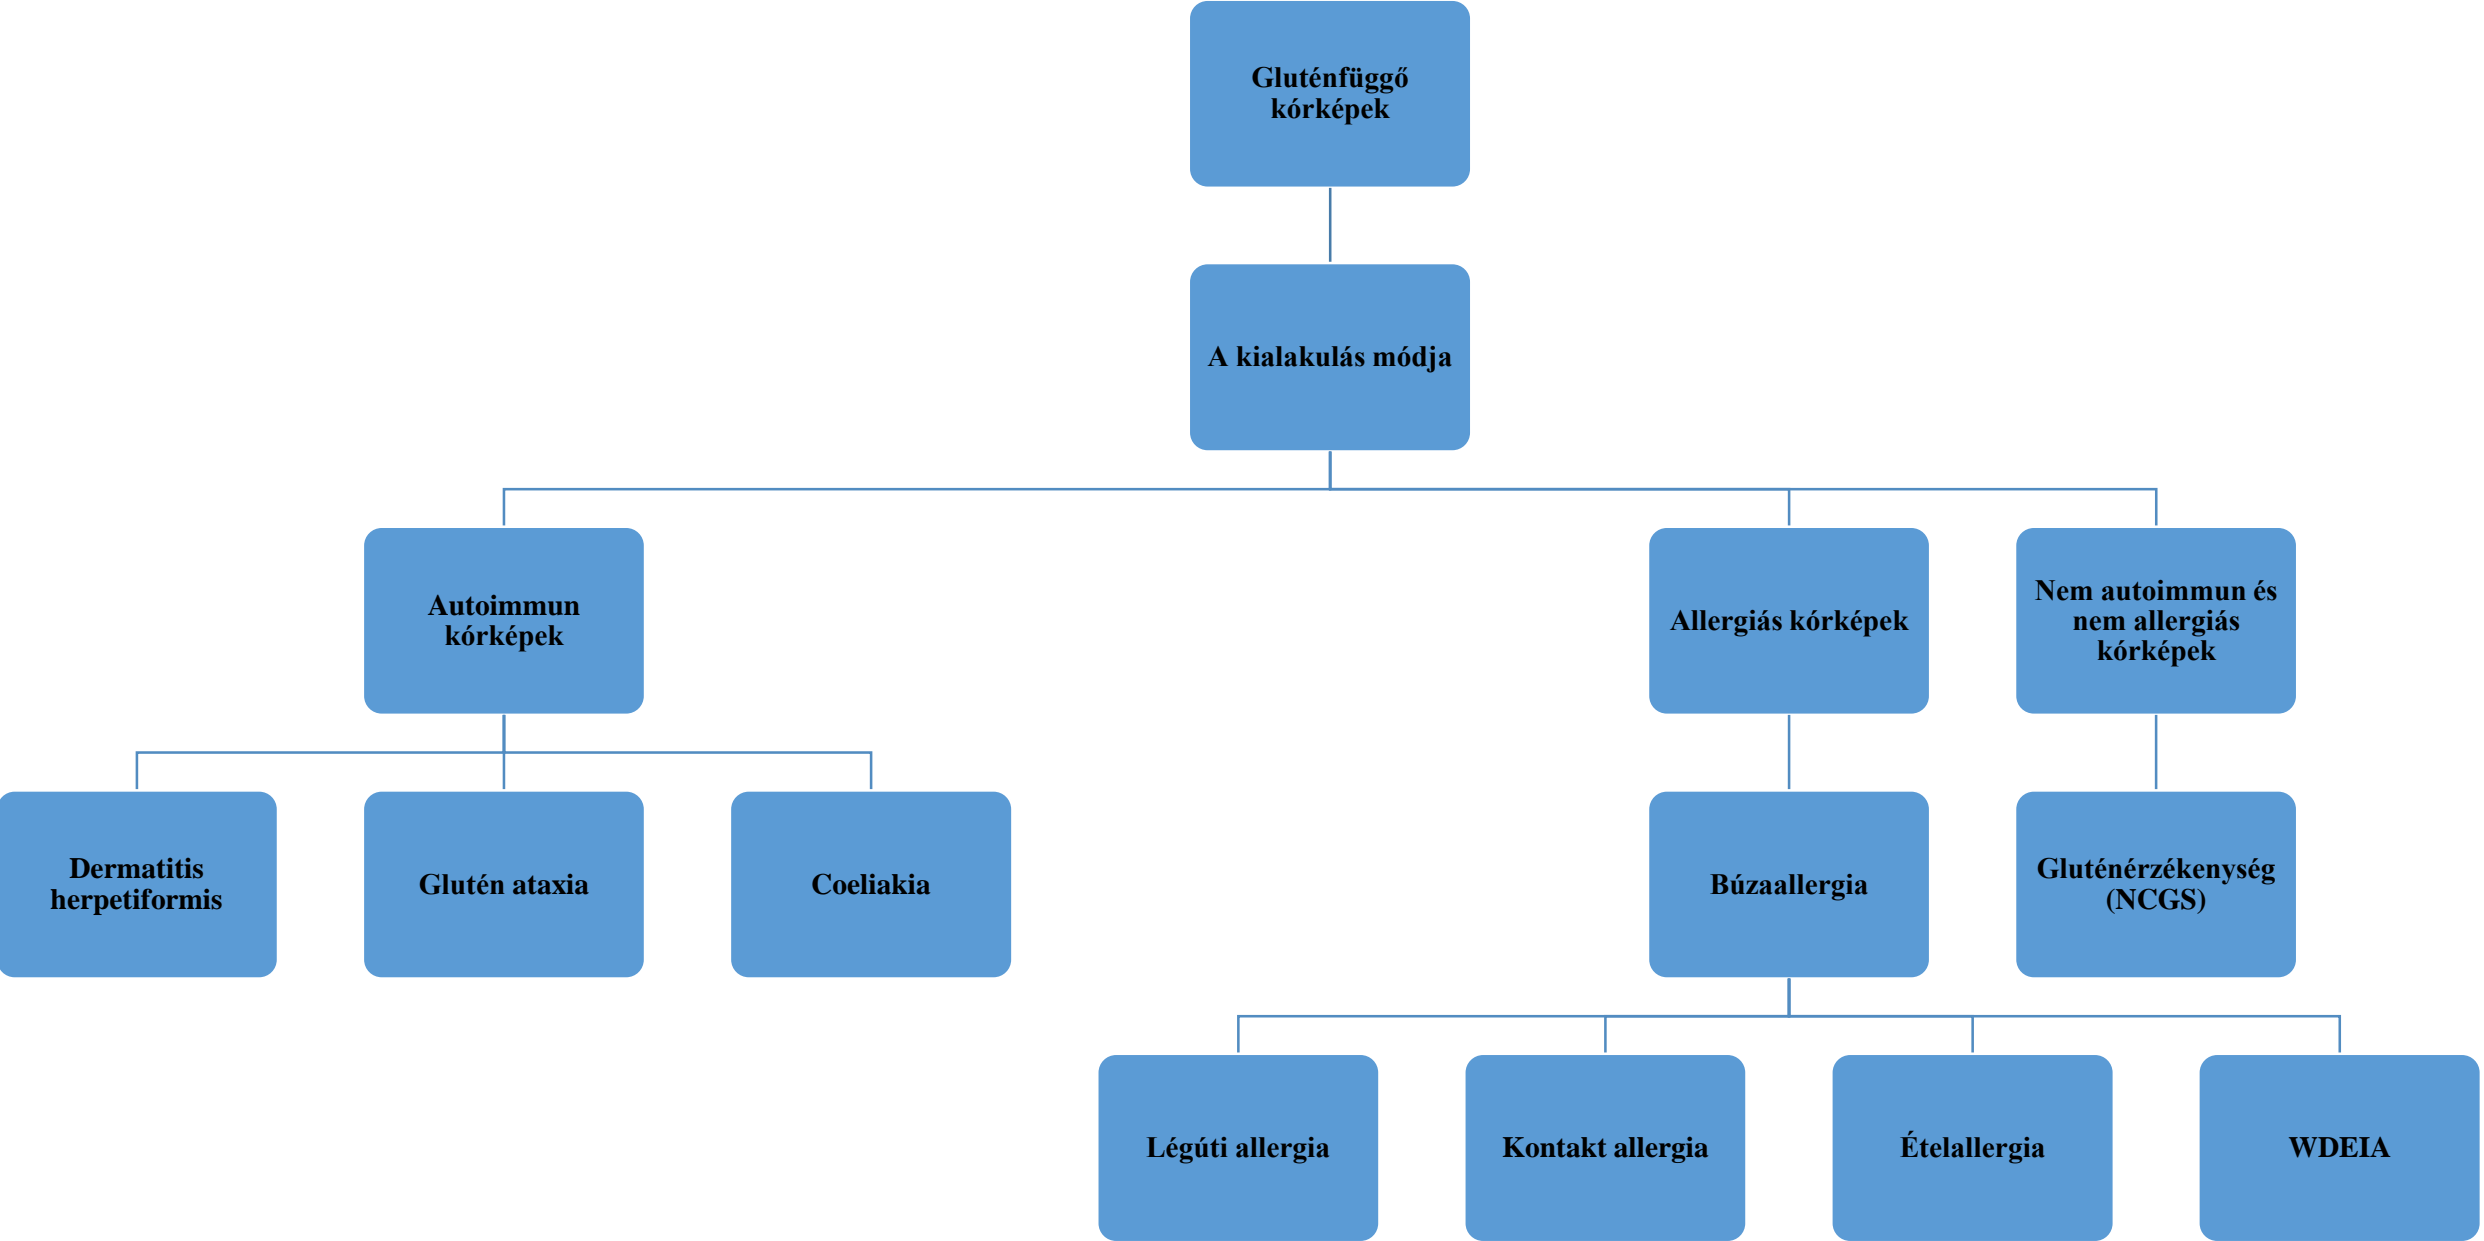 Gluténfüggő
kórképek
A kialakulás módja
Autoimmun
kórképek
Allergiás kórképek
Nem autoimmun és
nem allergiás
kórképek
Dermatitis
herpetiformis
Glutén ataxia
Coeliakia
Búzaallergia
Gluténérzékenység
(NCGS)
Légúti allergia
Kontakt allergia
Ételallergia
WDEIA